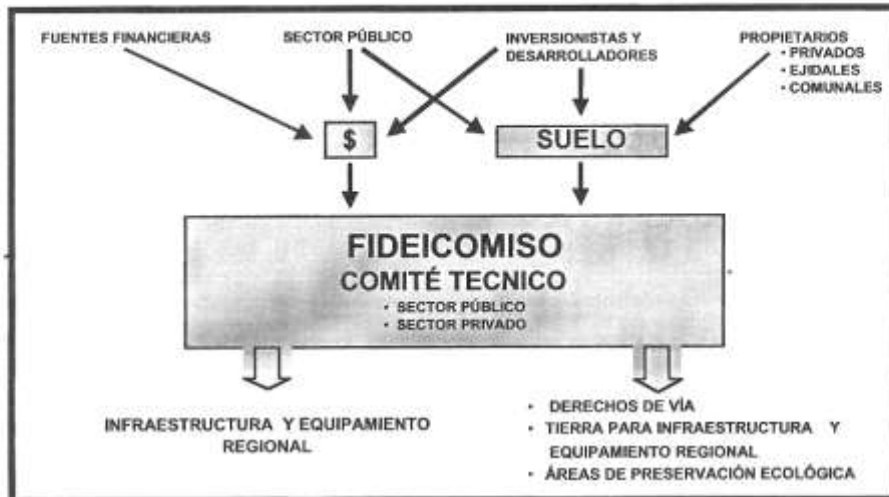 FUENTES FINANCIERAS
SECTOR PÚBLICO
INVERSIONISTAS Y
DESARROLLADORES
PROPIETARIOS
• PRIVADOS
• EJIDALES
• COMUNALES
$
SUELO
FIDEICOMISO
COMITÉ TECNICO
• SECTOR PÚBLICO
• SECTOR PRIVADO
INFRAESTRUCTURA Y EQUIPAMIENTO
REGIONAL
• DERECHOS DE VÍA
• TIERRA PARA INFRAESTRUCTURA Y
EQUIPAMIENTO REGIONAL
• ÁREAS DE PRESERVACIÓN ECOLÓGICA